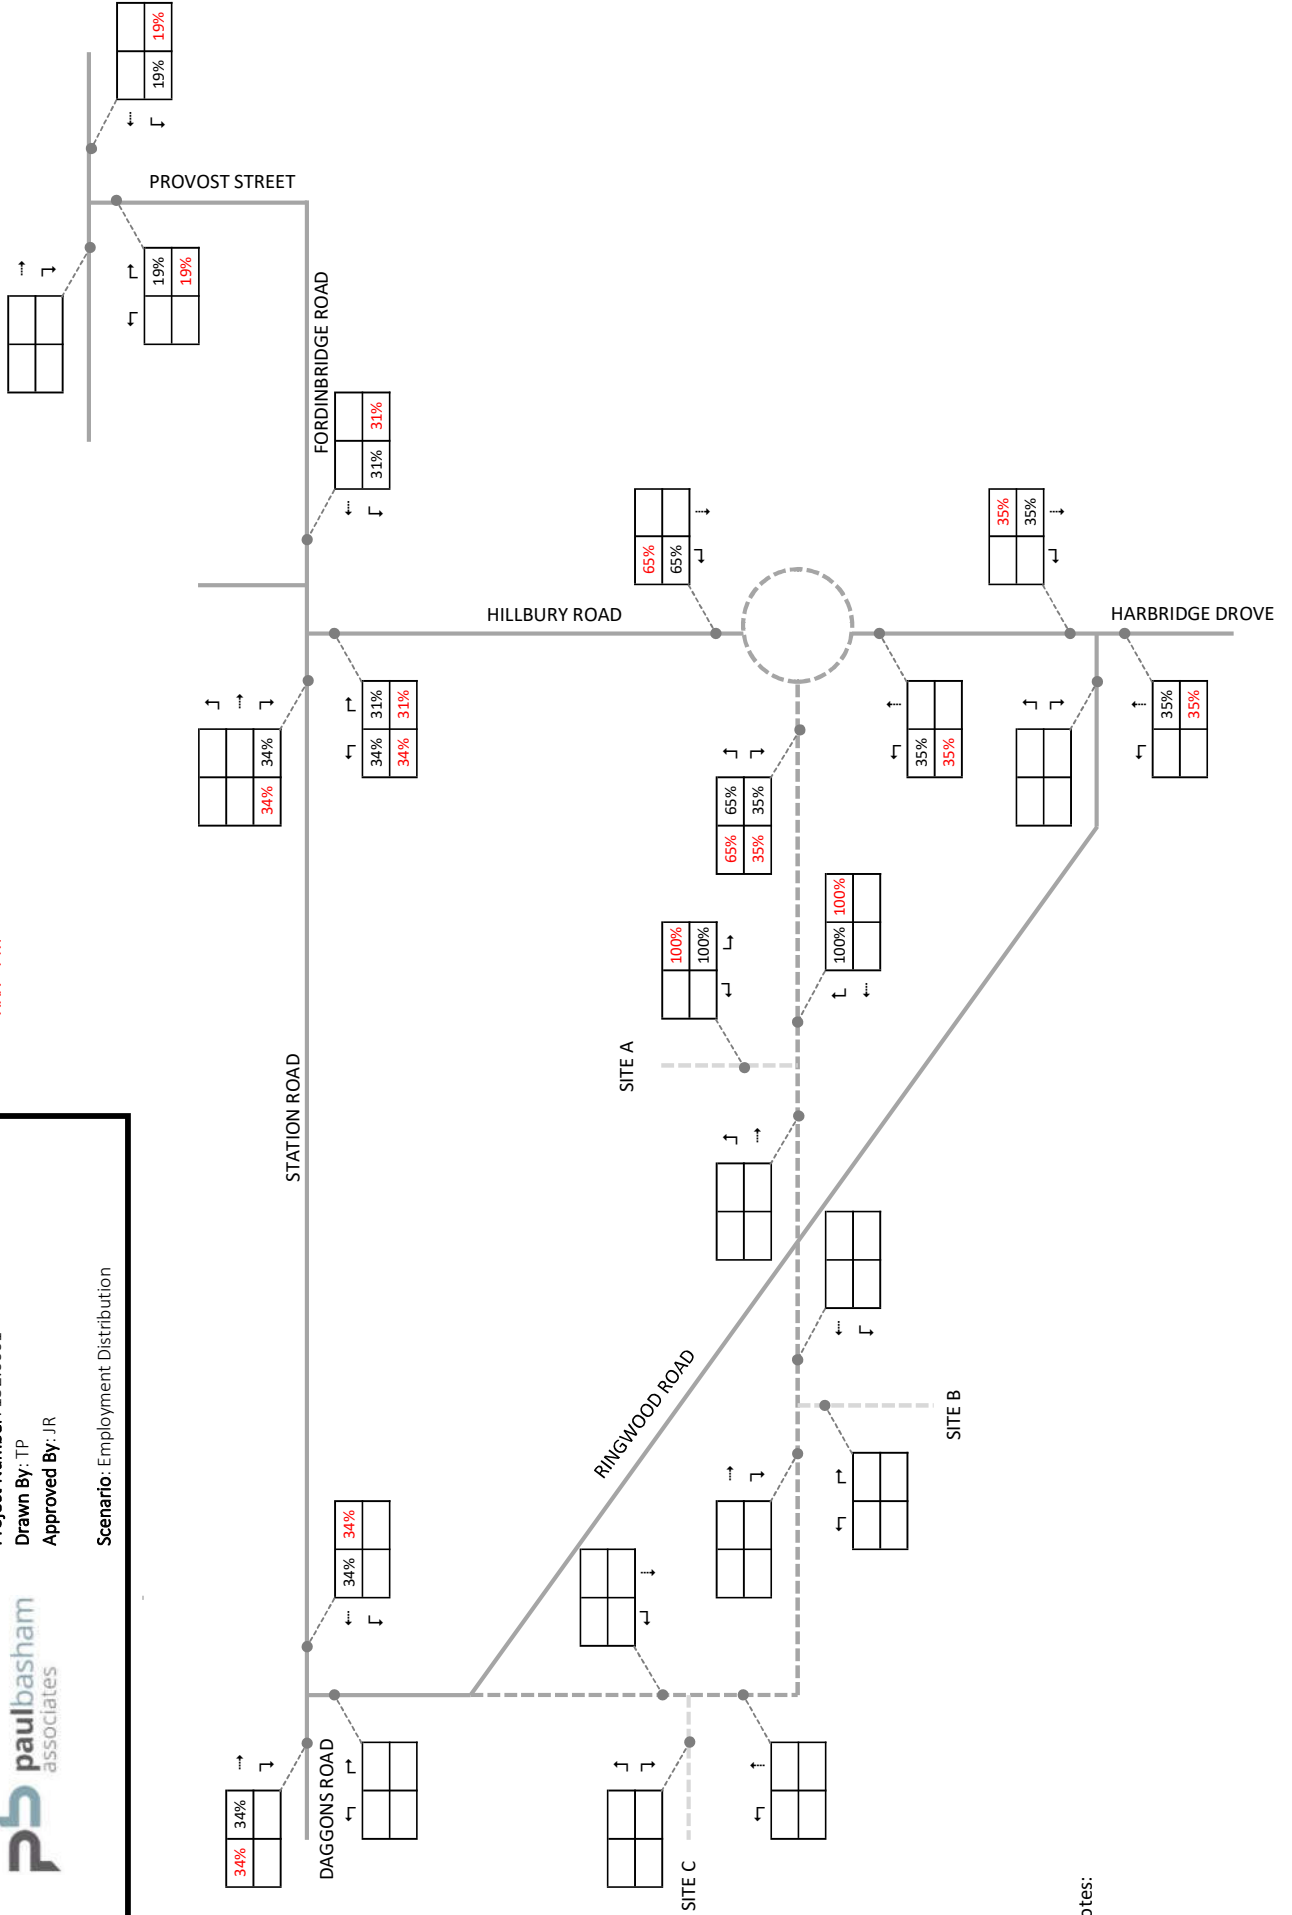 19%
19%
PROVOST STREET
19%
19%
FORDINBRIDGE ROAD
31%
31%
34%
34%
34%
31%
34%
31%
HILLBURY ROAD
65%
65%
35%
35%
HARBRIDGE DROVE
35%
35%
35%
35%
65%
65%
35%
35%
100%
100%
100%
100%
SITE A
STATION ROAD
RINGWOOD ROAD
SITE B
34%
34%
34%
34%
DAGGONS ROAD
SITE C
pb paulbasham
associates
Drawn By: TP
Approved By: JR
Scenario: Employment Distribution